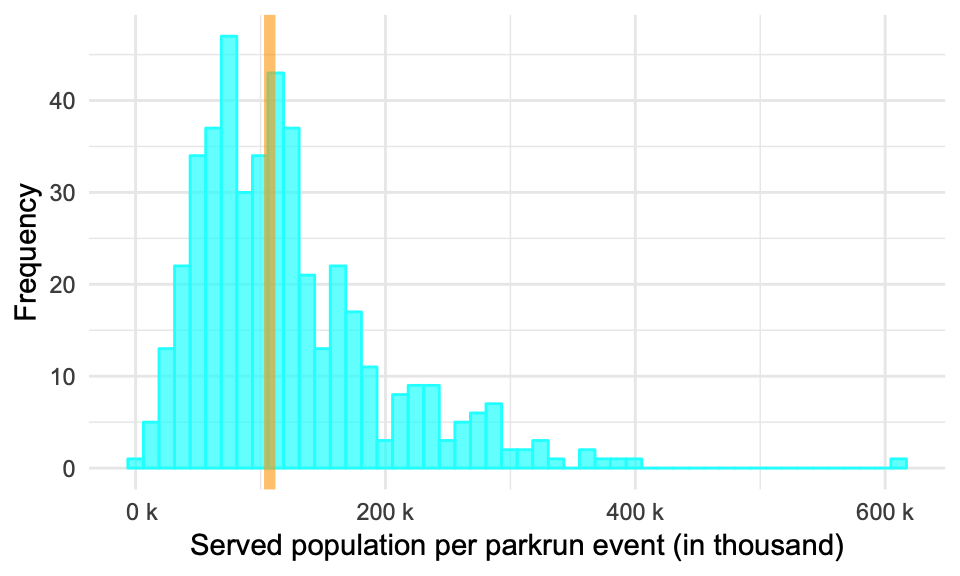 Frequency
40
30
20
10
0
0 k 200 k 400 k 600 k
Served population per parkrun event (in thousand)